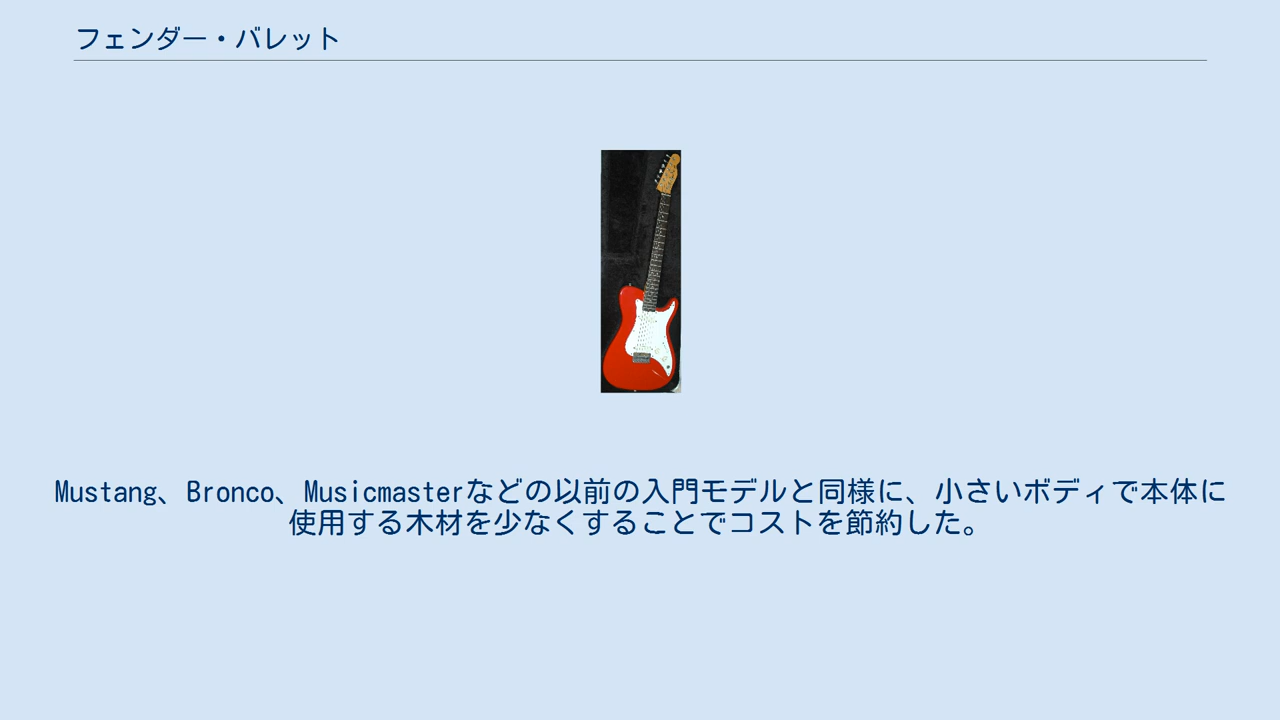 フェンダー・バレット
Mustang、Bronco、Musicmasterなどの以前の入門モデルと同様に、小さいボディで本体に
使用する木材を少なくすることでコストを節約した。